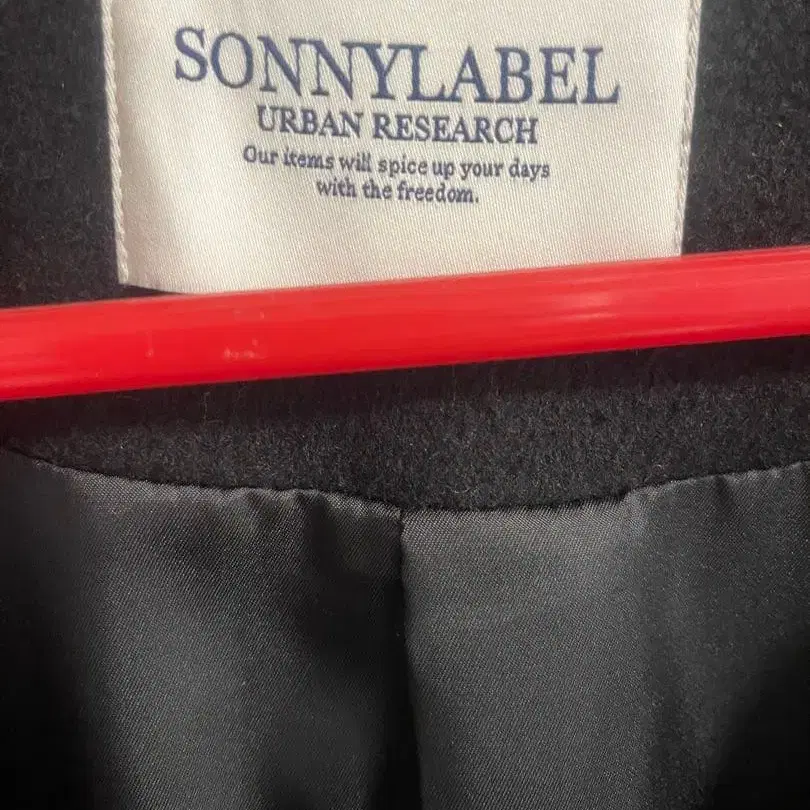 SONNYLABEL
URBAN RESEARCH
Our items will spice up your days
with the freedom.